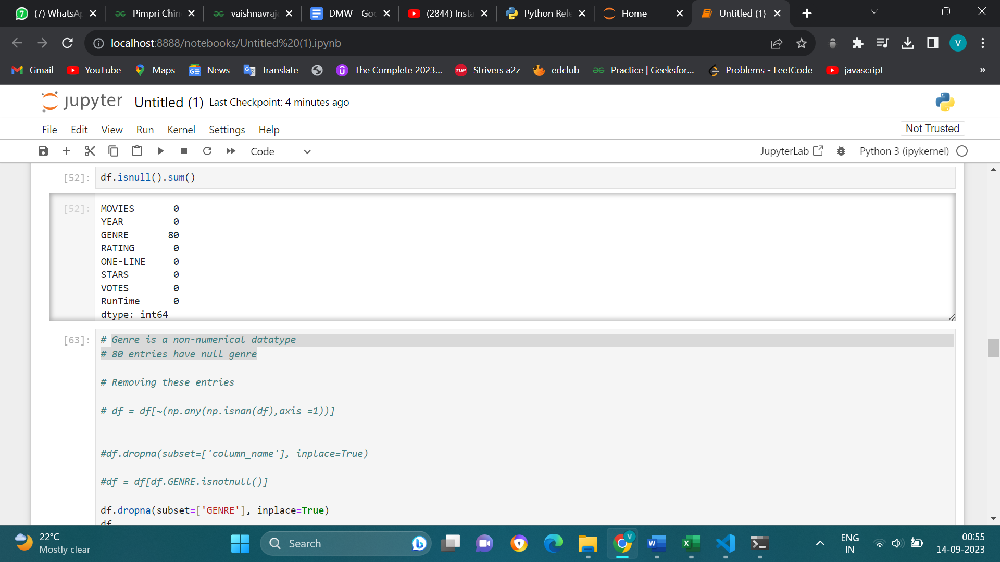 (7) WhatsAp
Pimpri Chin
vaishnavraj
DMW - Goo
(2844) Insta
Python Rele
Home
Untitled (1)
localhost:8888/notebooks/Untitled%20(1).ipynb
V
Gmail
YouTube
Maps
News
Translate
The Complete 2023...
Strivers a2z
edclub
Practice | Geeksfor...
Problems - LeetCode
javascript
»
jupyter Untitled (1) Last Checkpoint: 4 minutes ago
File Edit View Run Kernel Settings Help
Not Trusted
Code
JupyterLab
Python 3 (ipykernel)
[52]: df.isnull().sum()
[52]: MOVIES 0
YEAR 0
GENRE 80
RATING 0
ONE-LINE 0
STARS 0
VOTES 0
RunTime 0
dtype: int64
[63]: # Genre is a non-numerical datatype
# 80 entries have null genre
# Removing these entries
# df = df[~(np.any(np.isnan(df),axis =1))]
#df.dropna(subset=['column_name'], inplace=True)
#df = df[df.GENRE.isnotnull()]
df.dropna(subset=['GENRE'], inplace=True)
df
22°C
Mostly clear
Search
ENG
IN
00:55
14-09-2023